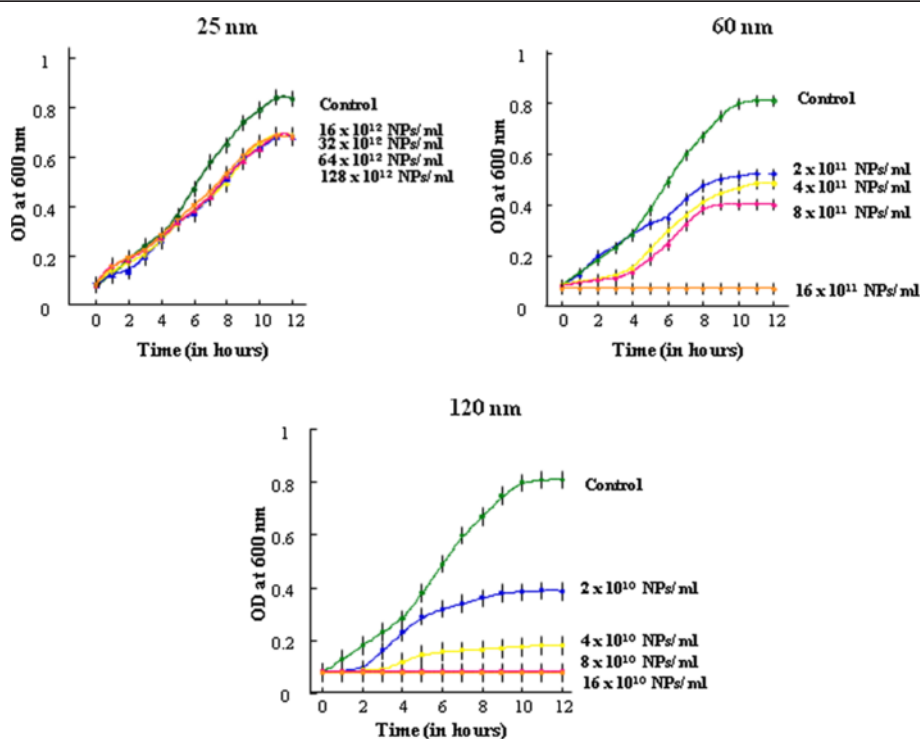 25 nm
1
0.8
0.6
0.4
0.2
0
OD at 600 nm
0 2 4 6 8 10 12
Time (in hours)
Control
16 x 10¹² NPs/ml
32 x 10¹² NPs/ml
64 x 10¹² NPs/ml
128 x 10¹² NPs/ml
60 nm
1
0.8
0.6
0.4
0.2
0
OD at 600 nm
0 2 4 6 8 10 12
Time (in hours)
Control
2 x 10¹¹ NPs/ml
4 x 10¹¹ NPs/ml
8 x 10¹¹ NPs/ml
16 x 10¹¹ NPs/ml
120 nm
1
0.8
0.6
0.4
0.2
0
OD at 600 nm
0 2 4 6 8 10 12
Time (in hours)
Control
2 x 10¹⁰ NPs/ml
4 x 10¹⁰ NPs/ml
8 x 10¹⁰ NPs/ml
16 x 10¹⁰ NPs/ml